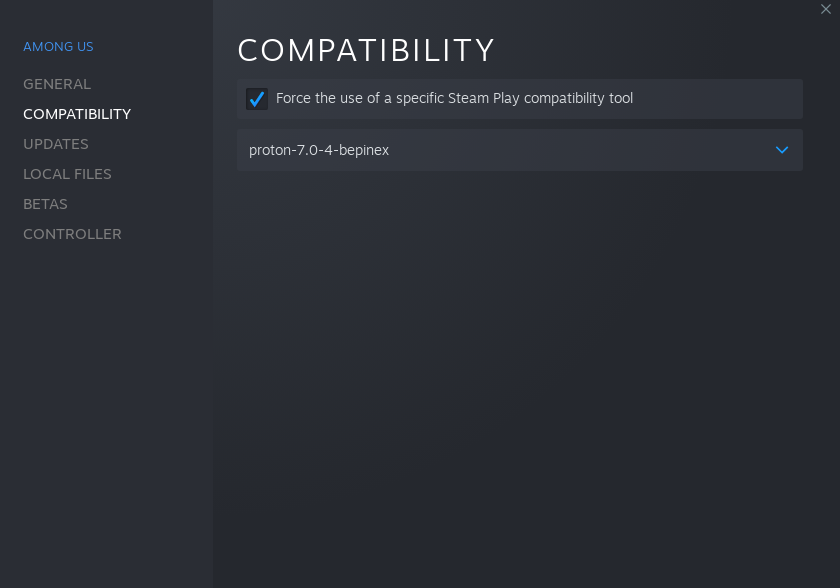 AMONG US
GENERAL
COMPATIBILITY
UPDATES
LOCAL FILES
BETAS
CONTROLLER
COMPATIBILITY
Force the use of a specific Steam Play compatibility tool
proton-7.0-4-bepinex